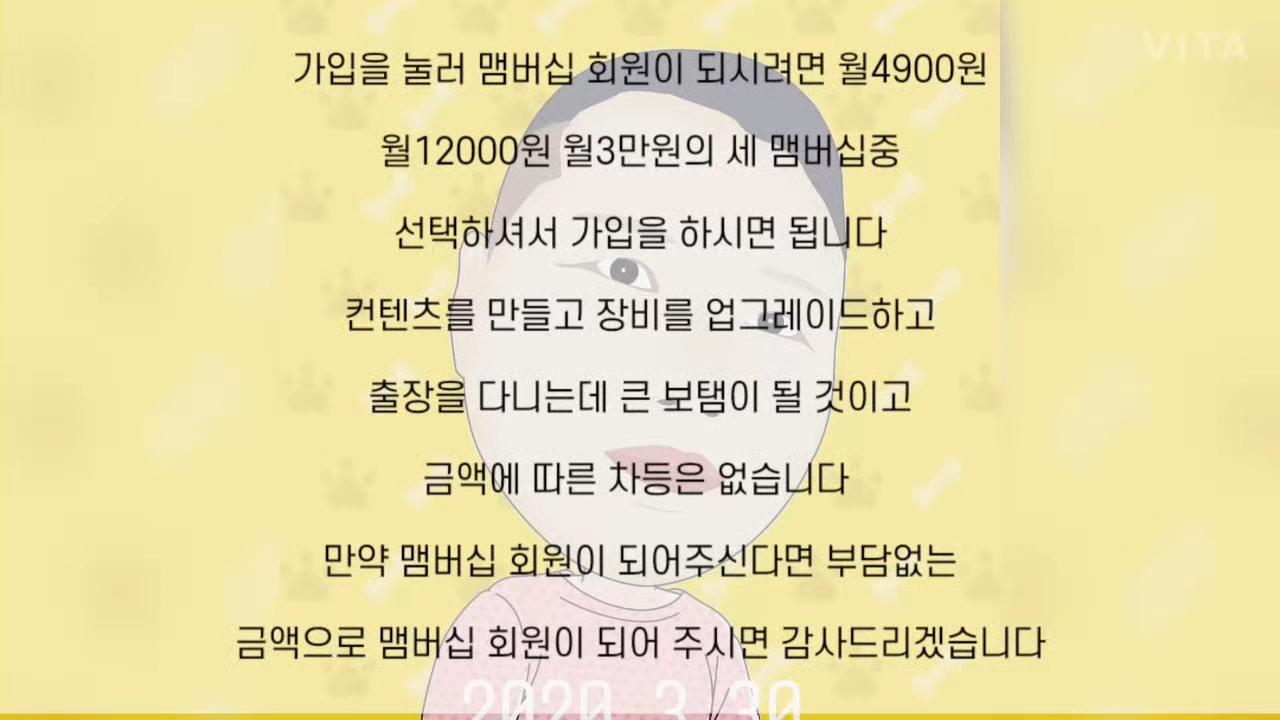 VITA
가입을 눌러 맴버십 회원이 되시려면 월4900원
월12000원 월3만원의 세 맴버십중
선택하셔서 가입을 하시면 됩니다
컨텐츠를 만들고 장비를 업그레이드하고
출장을 다니는데 큰 보탬이 될 것이고
금액에 따른 차등은 없습니다
만약 맴버십 회원이 되어주신다면 부담없는
금액으로 맴버십 회원이 되어 주시면 감사드리겠습니다
2020. 3. 30